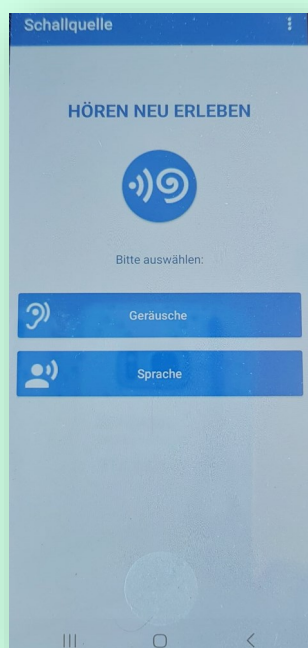 Schallquelle
HÖREN NEU ERLEBEN
Bitte auswählen:
Geräusche
Sprache